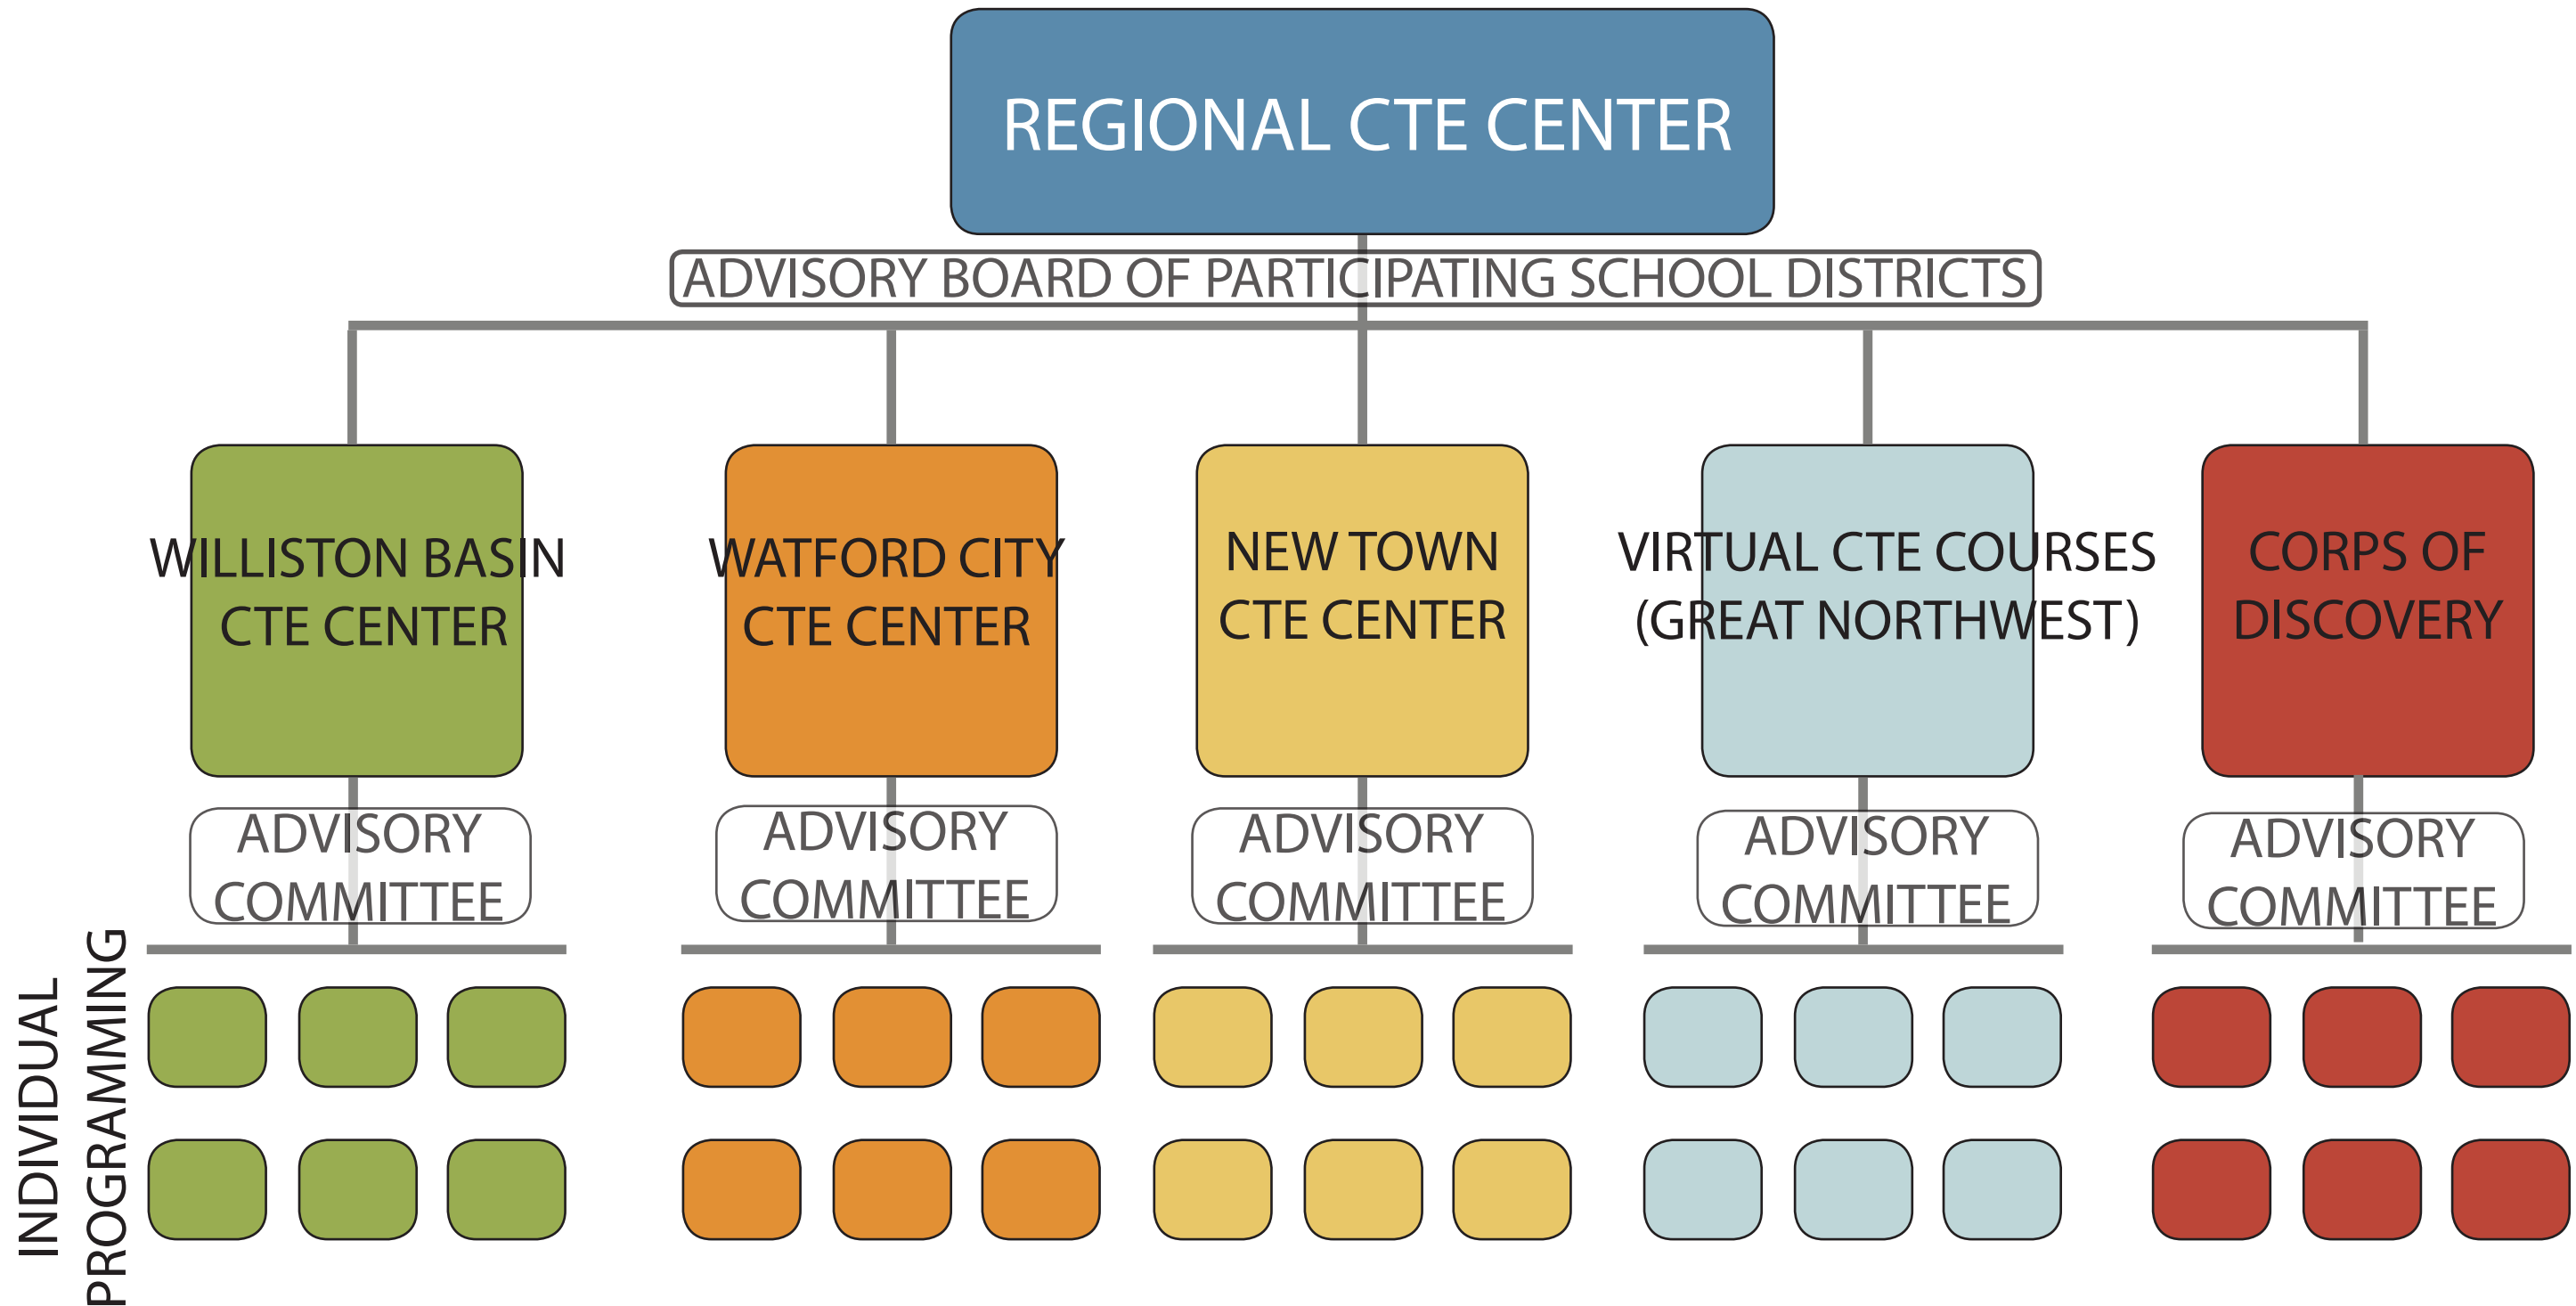 REGIONAL CTE CENTER
ADVISORY BOARD OF PARTICIPATING SCHOOL DISTRICTS
WILLISTON BASIN
CTE CENTER
WATFORD CITY
CTE CENTER
NEW TOWN
CTE CENTER
VIRTUAL CTE COURSES
(GREAT NORTHWEST)
CORPS OF
DISCOVERY
ADVISORY
COMMITTEE
ADVISORY
COMMITTEE
ADVISORY
COMMITTEE
ADVISORY
COMMITTEE
ADVISORY
COMMITTEE
INDIVIDUAL
PROGRAMMING